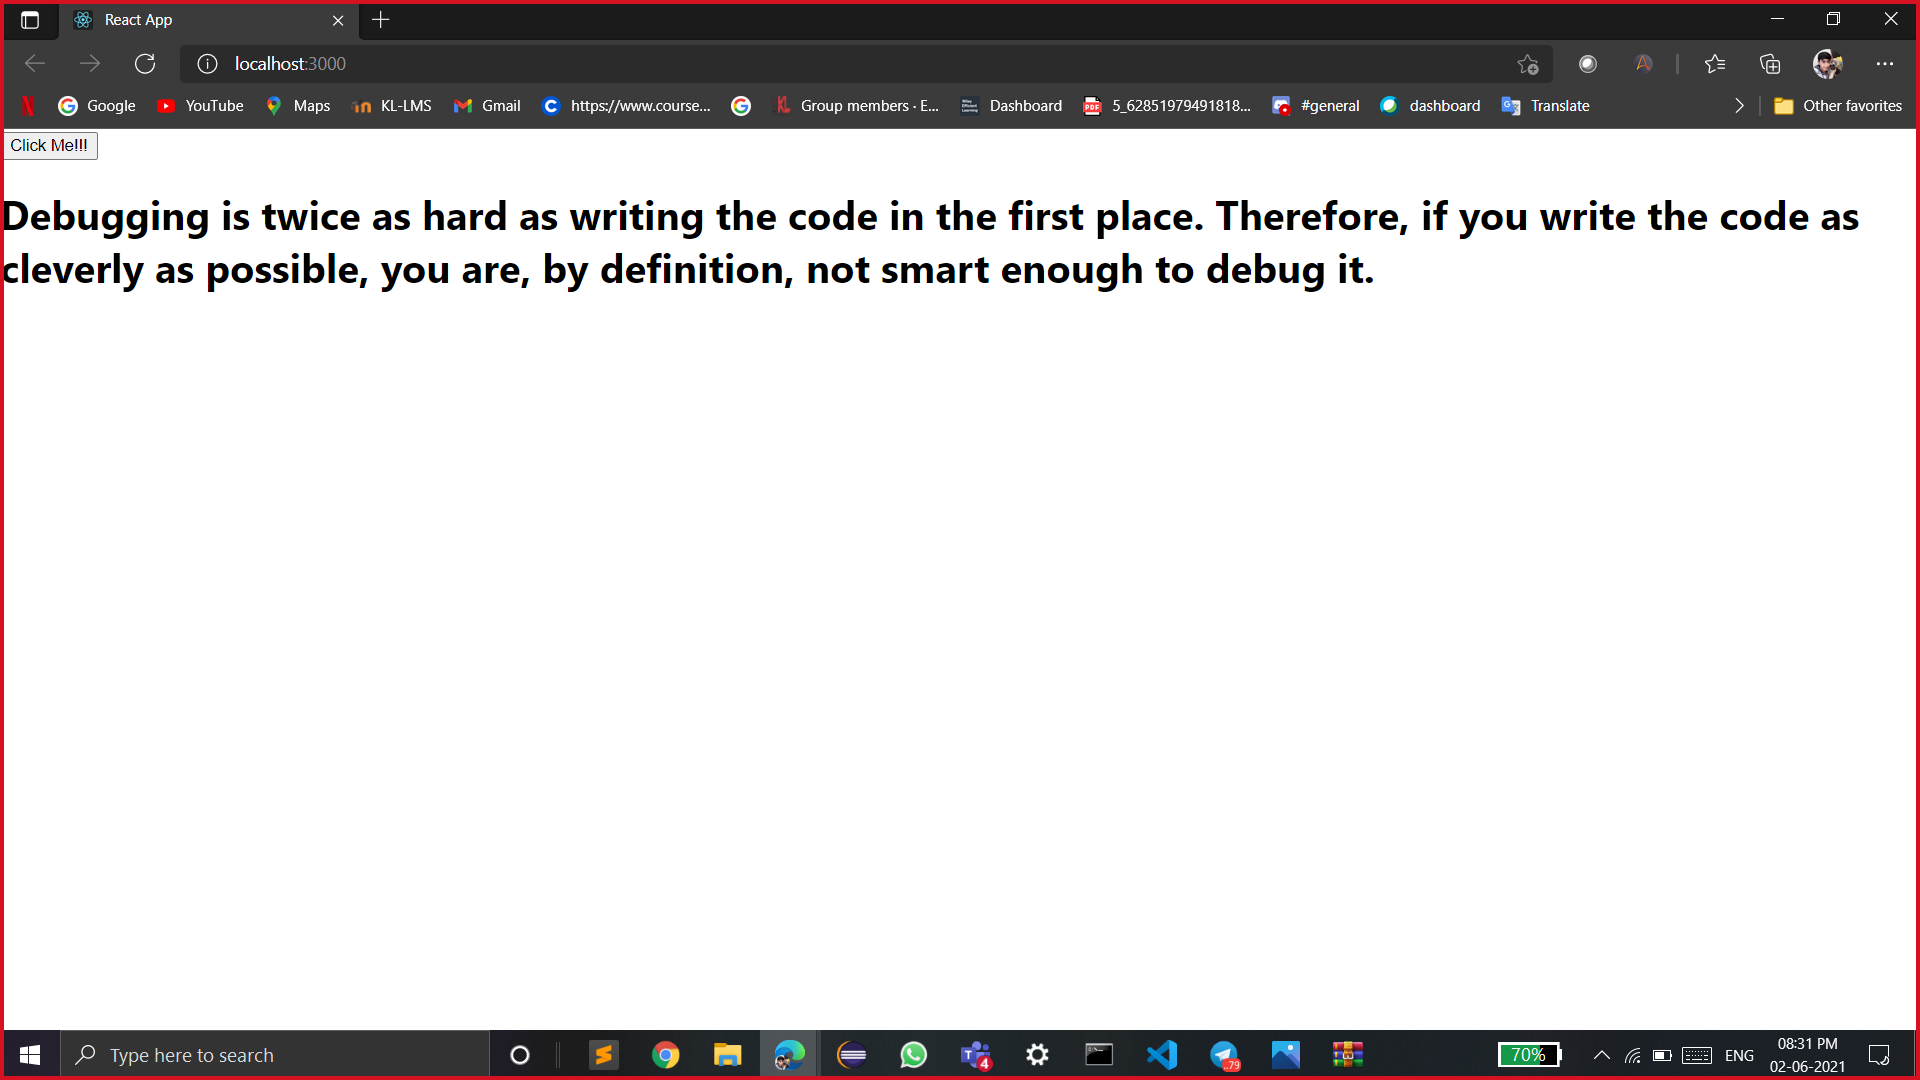 React App
localhost:3000
Google YouTube Maps KL-LMS Gmail https://www.course... Group members · E... Dashboard 5_62851979491818... #general dashboard Translate Other favorites
Click Me!!!
Debugging is twice as hard as writing the code in the first place. Therefore, if you write the code as
cleverly as possible, you are, by definition, not smart enough to debug it.
Type here to search
4
..79
70%
ENG
08:31 PM
02-06-2021